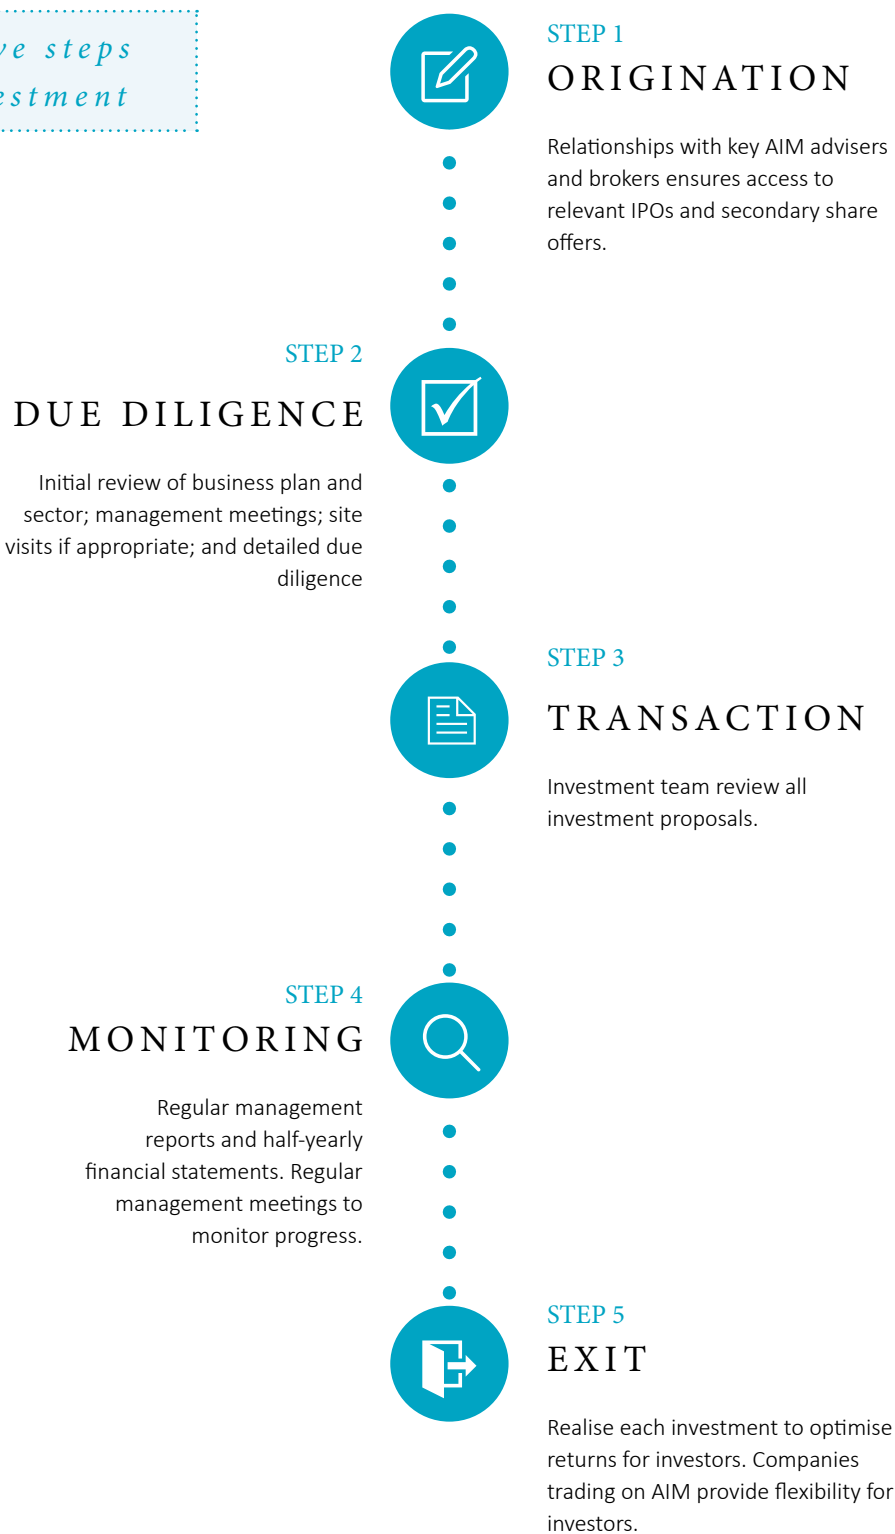 steps
STEP 1
ORIGINATION
Relationships with key AIM advisers
and brokers ensures access to
relevant IPOs and secondary share
offers.
STEP 2
DUE DILIGENCE
Initial review of business plan and
sector; management meetings; site
visits if appropriate; and detailed due
diligence
STEP 3
TRANSACTION
Investment team review all
investment proposals.
STEP 4
MONITORING
Regular management
reports and half-yearly
financial statements. Regular
management meetings to
monitor progress.
STEP 5
EXIT
Realise each investment to optimise
returns for investors. Companies
trading on AIM provide flexibility for
investors.